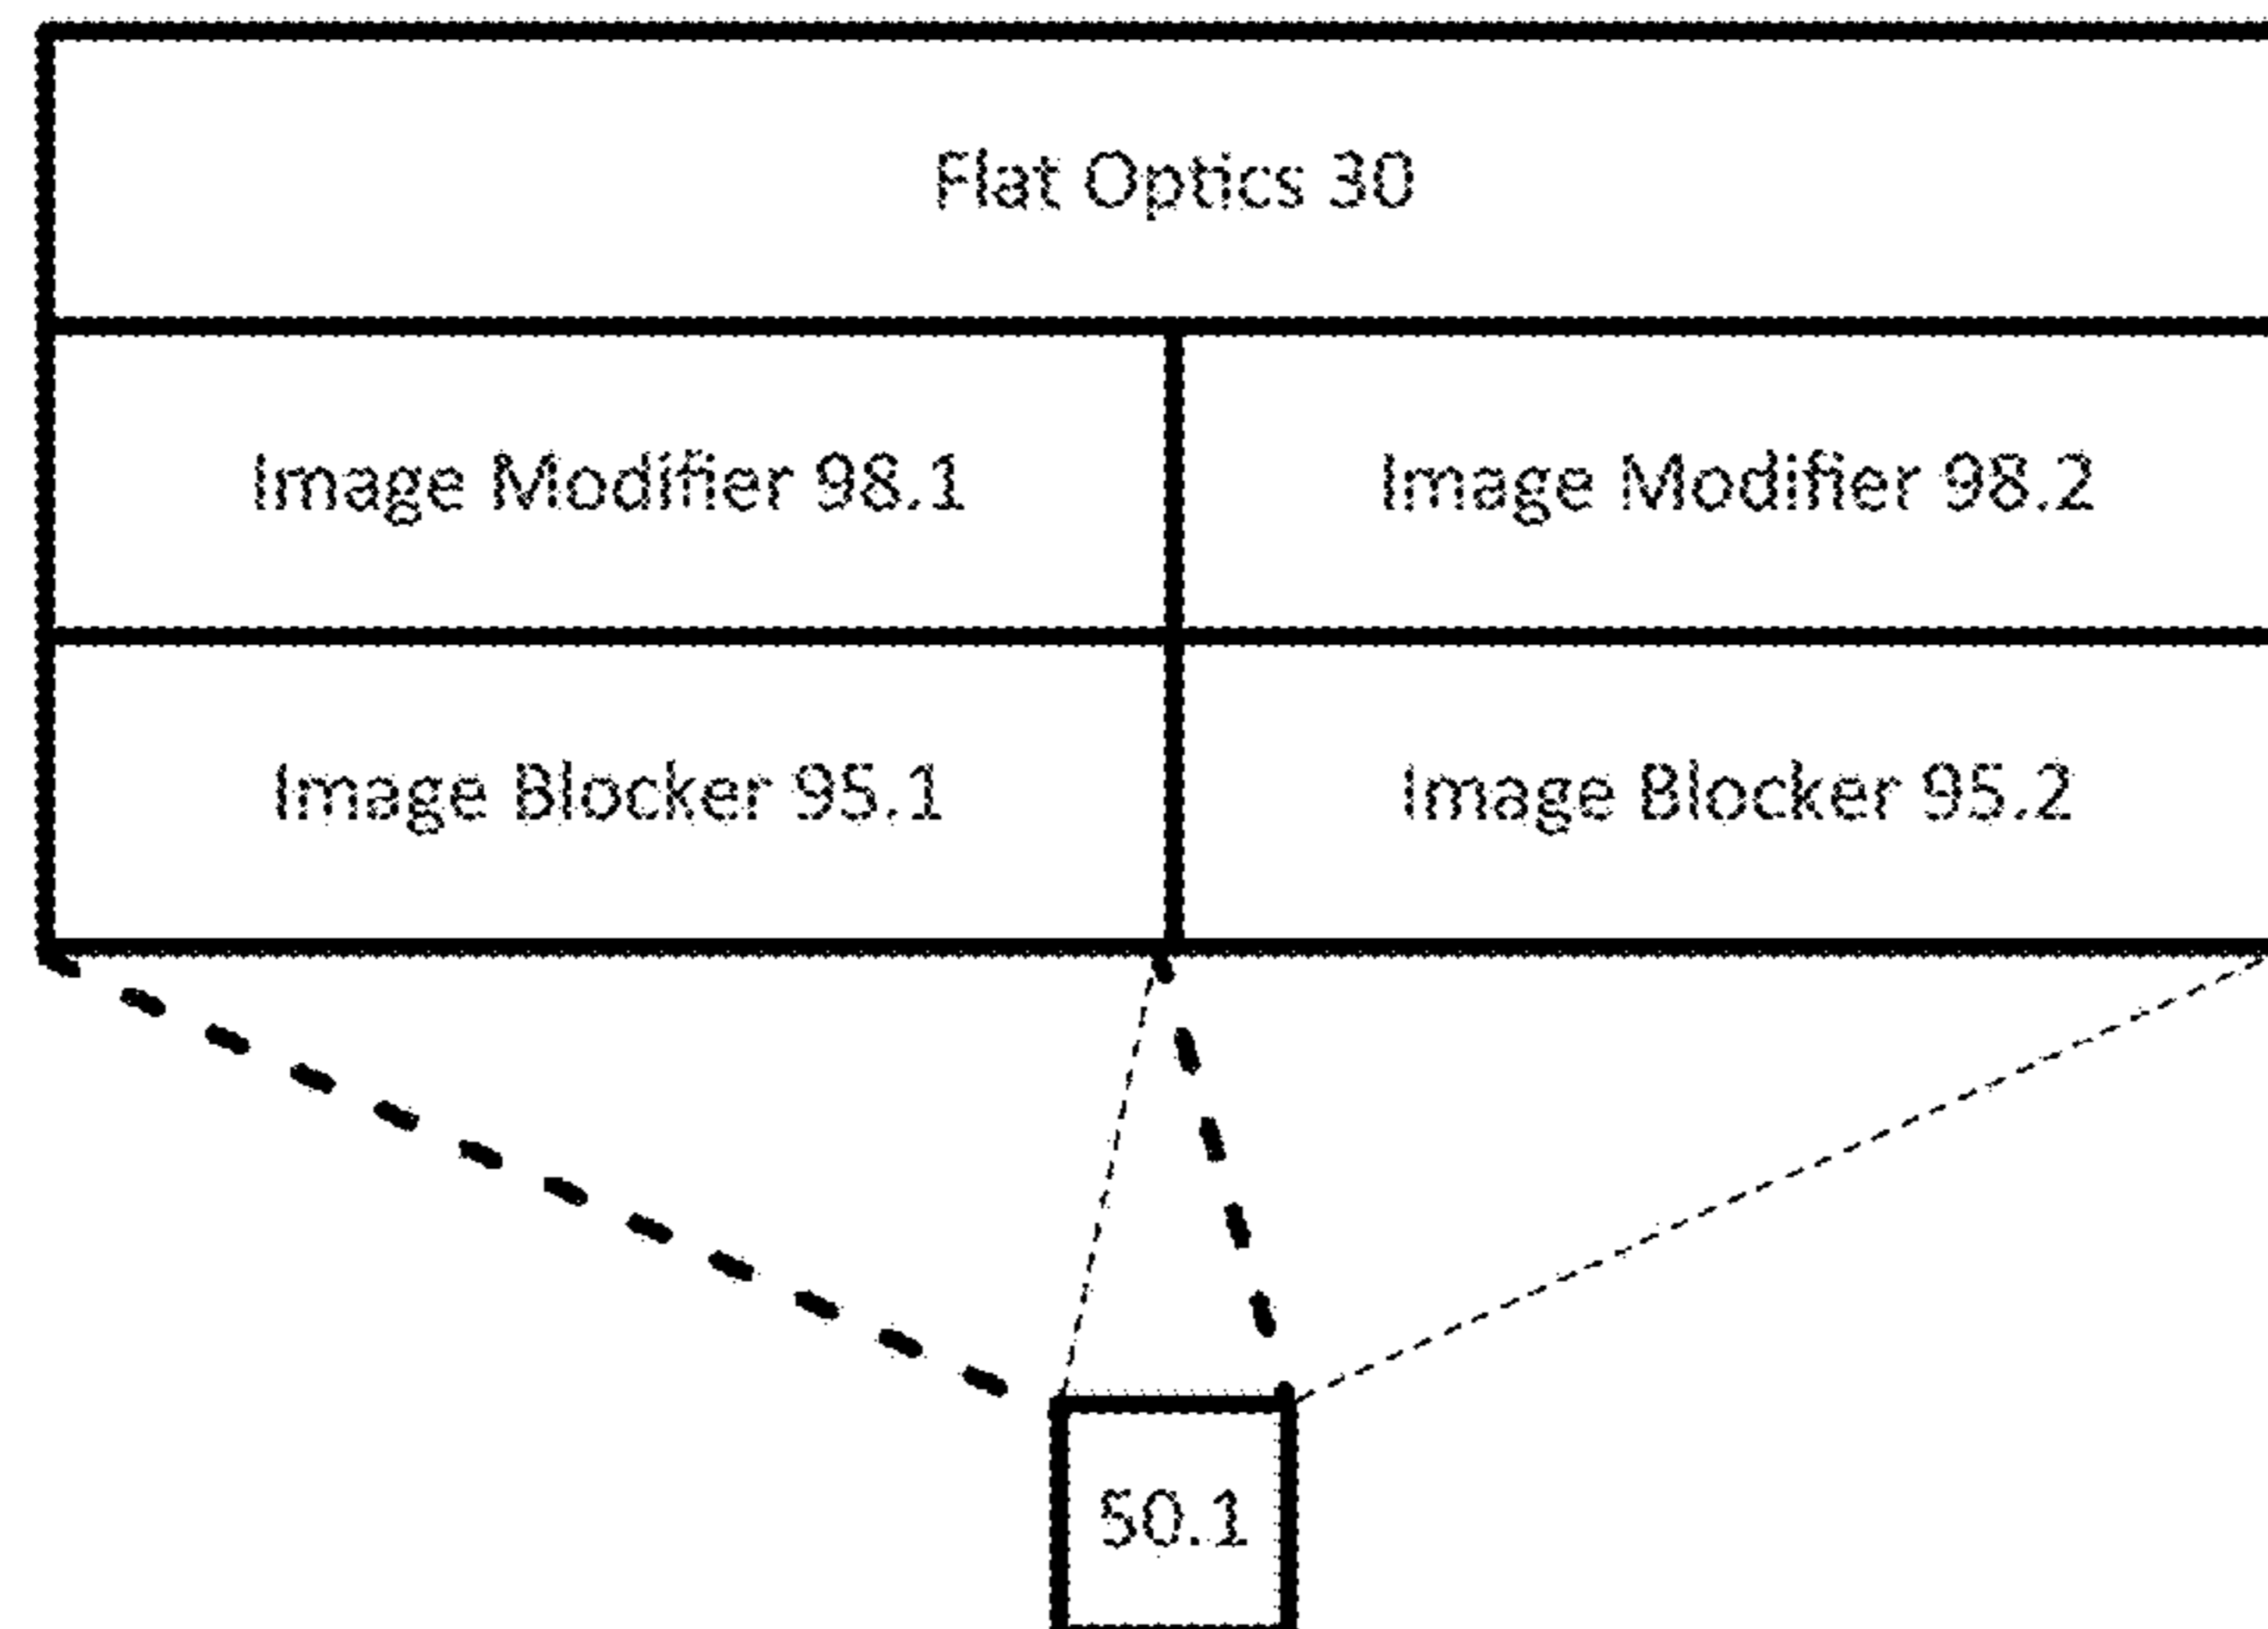 Flat Optics 30
Image Modifier 98.1
Image Modifier 98.2
Image Blocker 95.1
Image Blocker 95.2
50.1